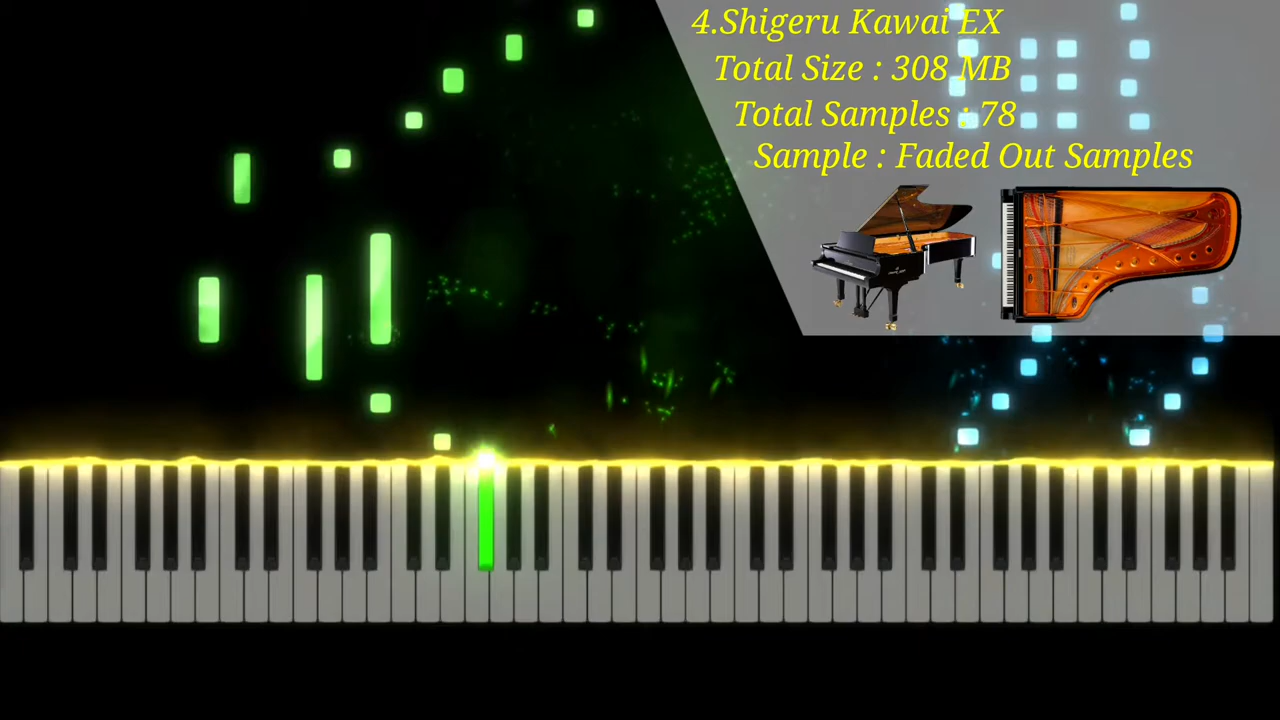 4.Shigeru Kawai EX
Total Size : 308 MB
Total Samples : 78
Sample : Faded Out Samples